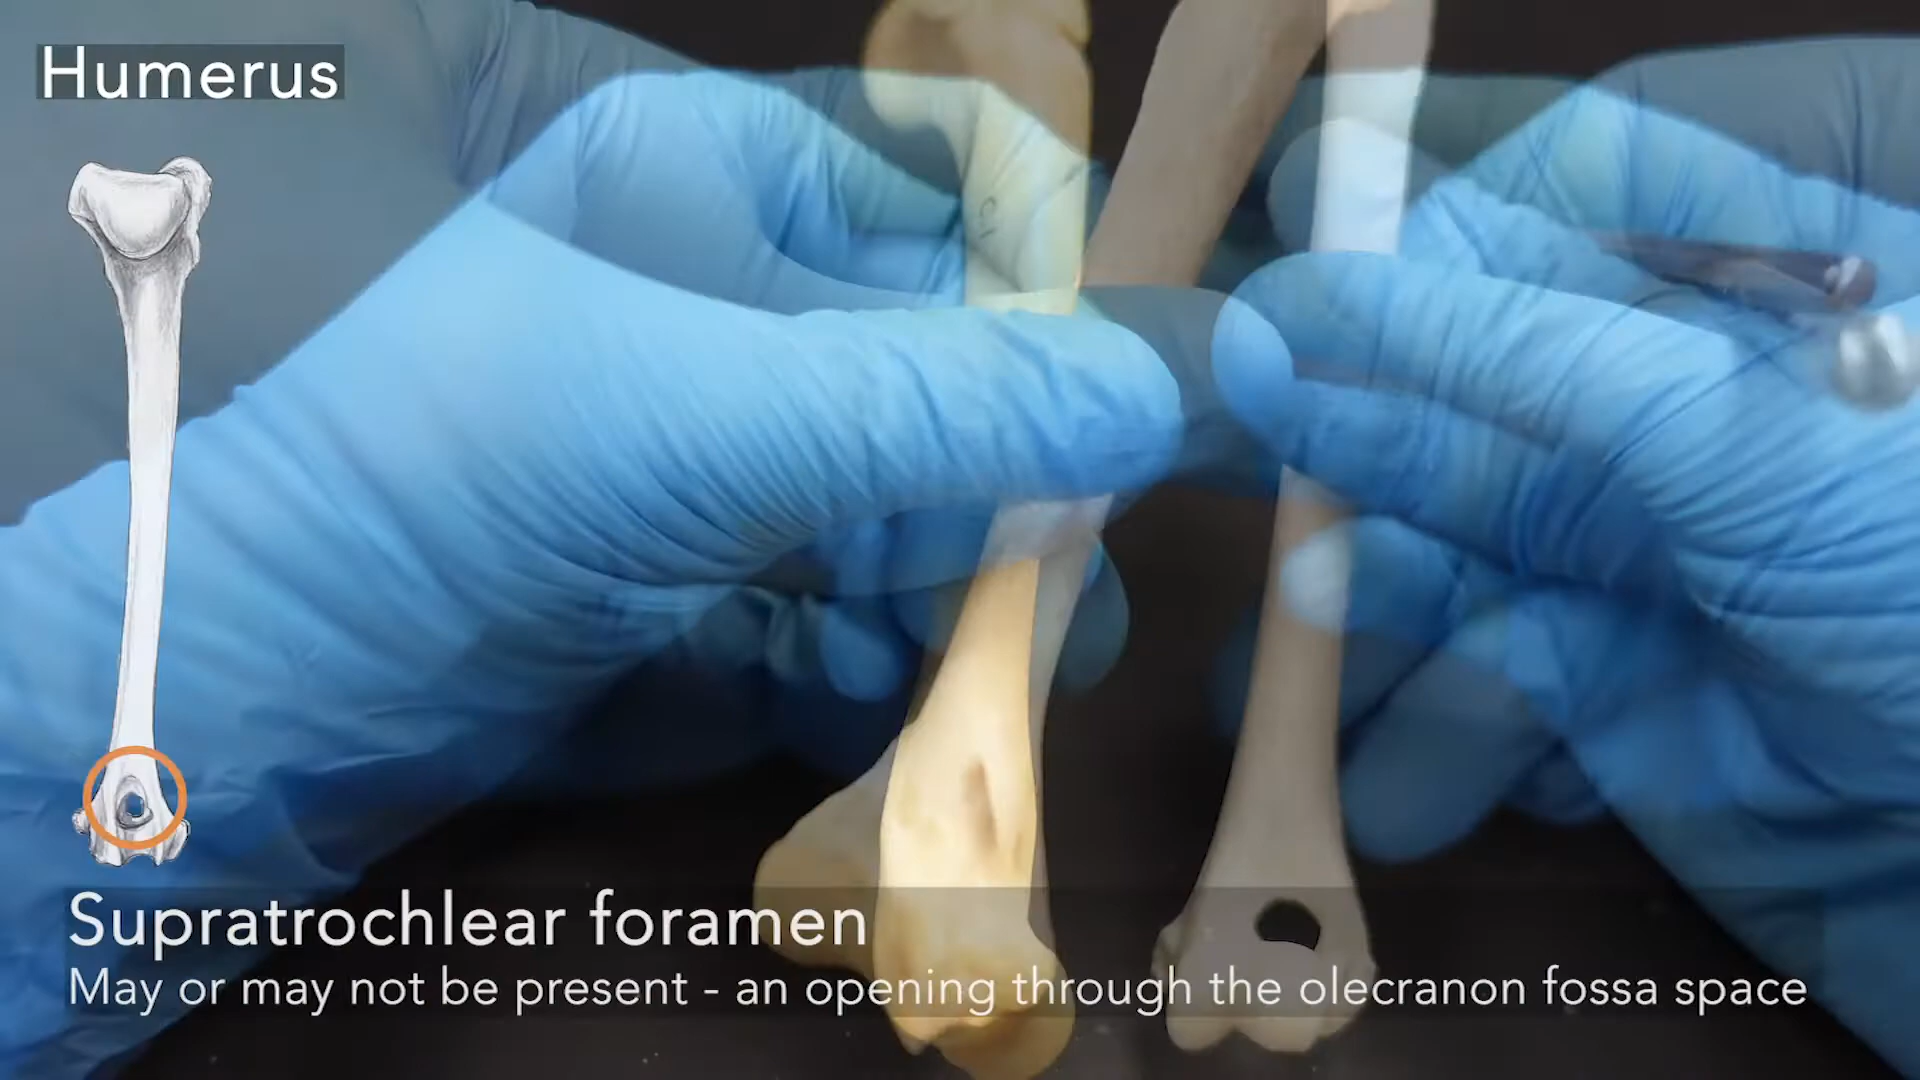 Humerus
Supratrochlear foramen
May or may not be present - an opening through the olecranon fossa space